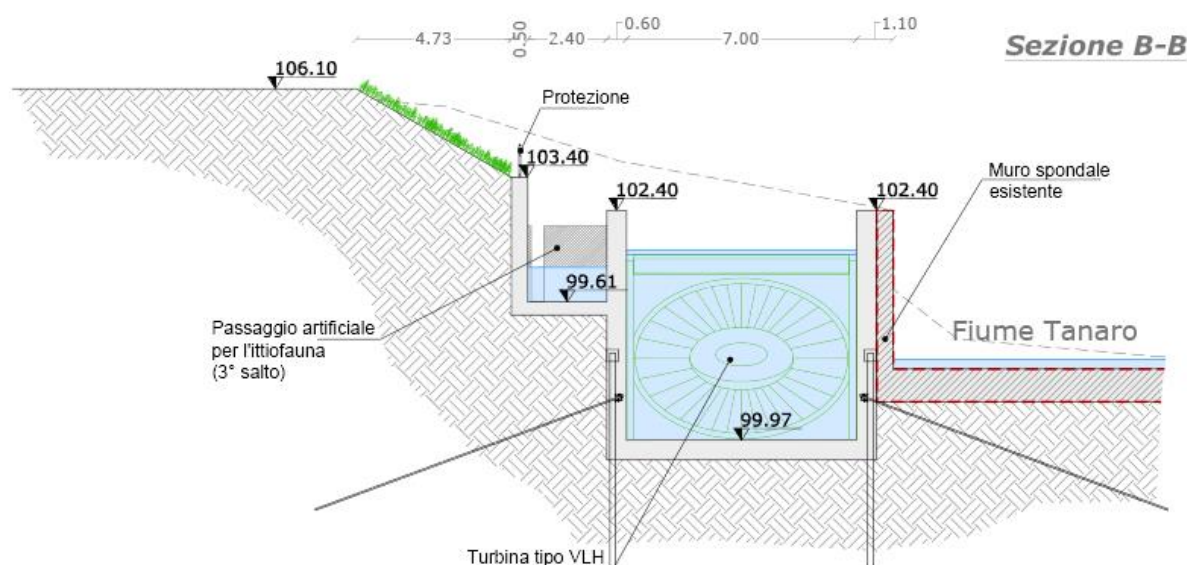 0.60
1.10
4.73
0.50
2.40
7.00
Sezione B-B
106.10
Protezione
103.40
102.40
102.40
Muro spondale
esistente
99.61
Passaggio artificiale
per l'ittiofauna
(3° salto)
Fiume Tanaro
99.97
Turbina tipo VLH